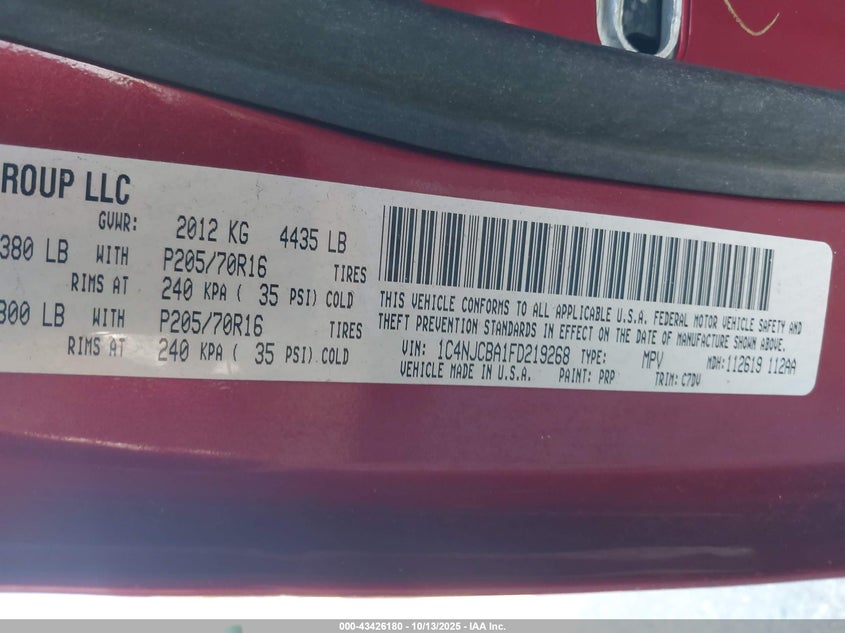 ROUP LLC
GVWR: 2012 KG 4435 LB
380 LB WITH P205/70R16 TIRES
RIMS AT 240 KPA ( 35 PSI) COLD
300 LB WITH P205/70R16 TIRES
RIMS AT 240 KPA ( 35 PSI) COLD
THIS VEHICLE CONFORMS TO ALL APPLICABLE U.S.A. FEDERAL MOTOR VEHICLE SAFETY AND
THEFT PREVENTION STANDARDS IN EFFECT ON THE DATE OF MANUFACTURE SHOWN ABOVE.
VIN: 1C4NJCBA1FD219268 TYPE: MPV MDH: 112619 112AA
VEHICLE MADE IN U.S.A. PAINT: PRP TRIM: C7DV
000-43426180 - 10/13/2025 - IAA Inc.